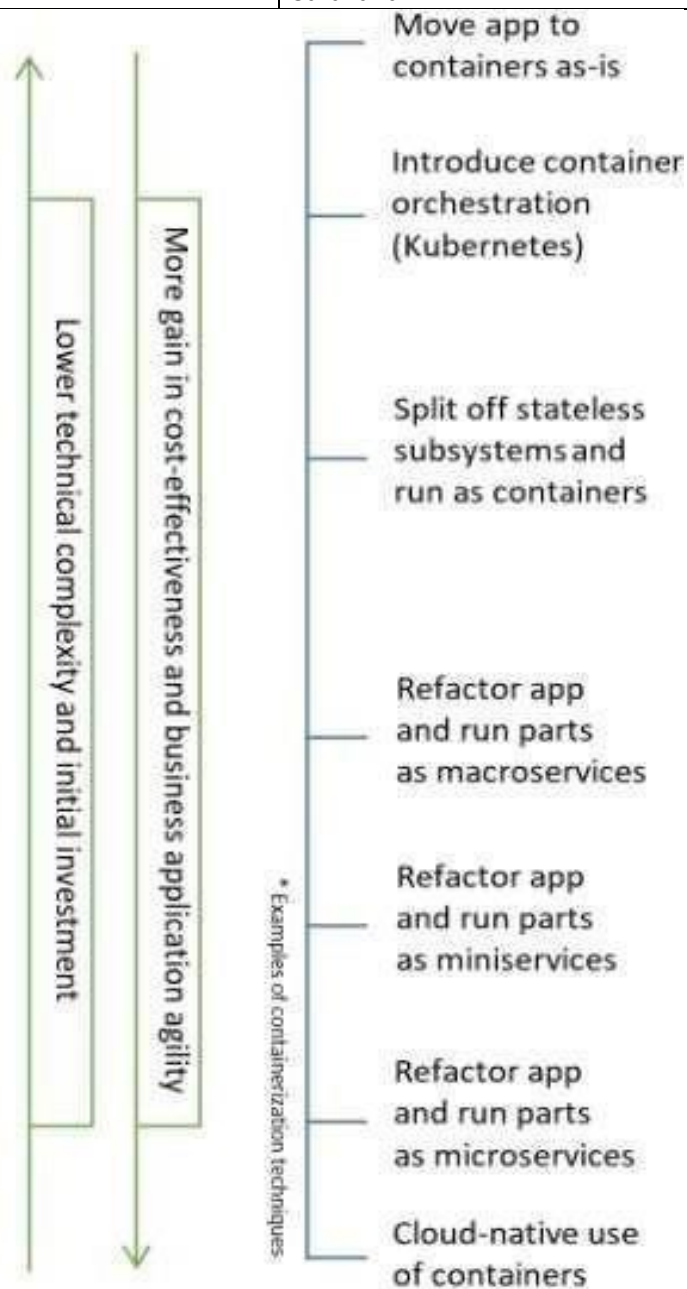 Move app to
containers as-is
Introduce container
orchestration
(Kubernetes)
Split off stateless
subsystems and
run as containers
Refactor app
and run parts
as macroservices
Refactor app
and run parts
as miniservices
Refactor app
and run parts
as microservices
Cloud-native use
of containers
More gain in cost-effectiveness and business application agility
Lower technical complexity and initial investment
* Examples of containerization techniques